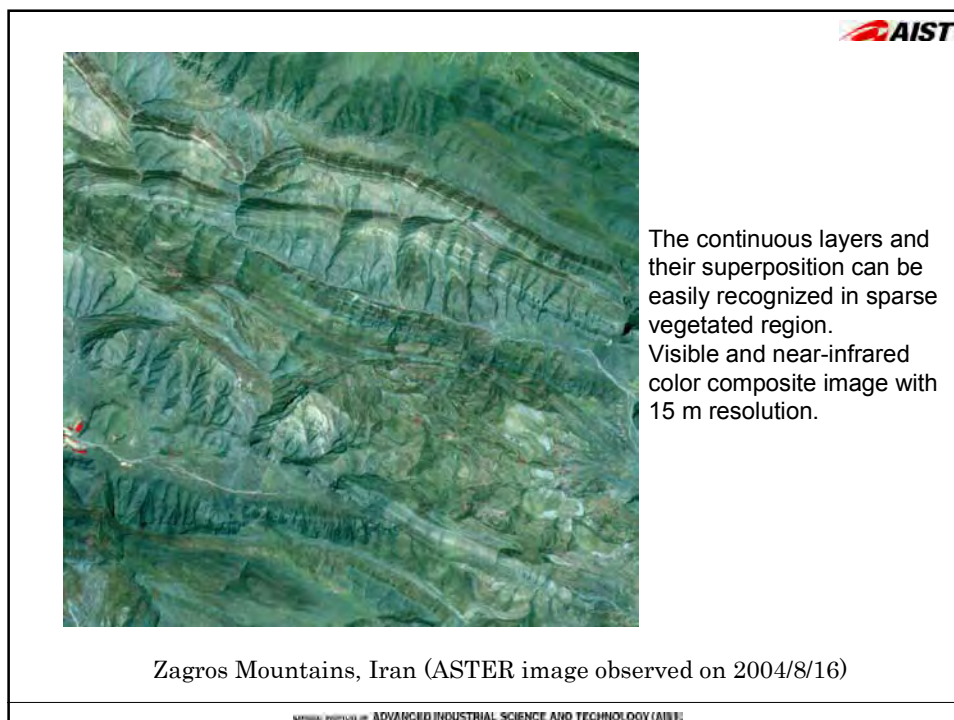 AIST
The continuous layers and
their superposition can be
easily recognized in sparse
vegetated region.
Visible and near-infrared
color composite image with
15 m resolution.
Zagros Mountains, Iran (ASTER image observed on 2004/8/16)
ADVANCED INDUSTRIAL SCIENCE AND TECHNOLOGY (AIST)